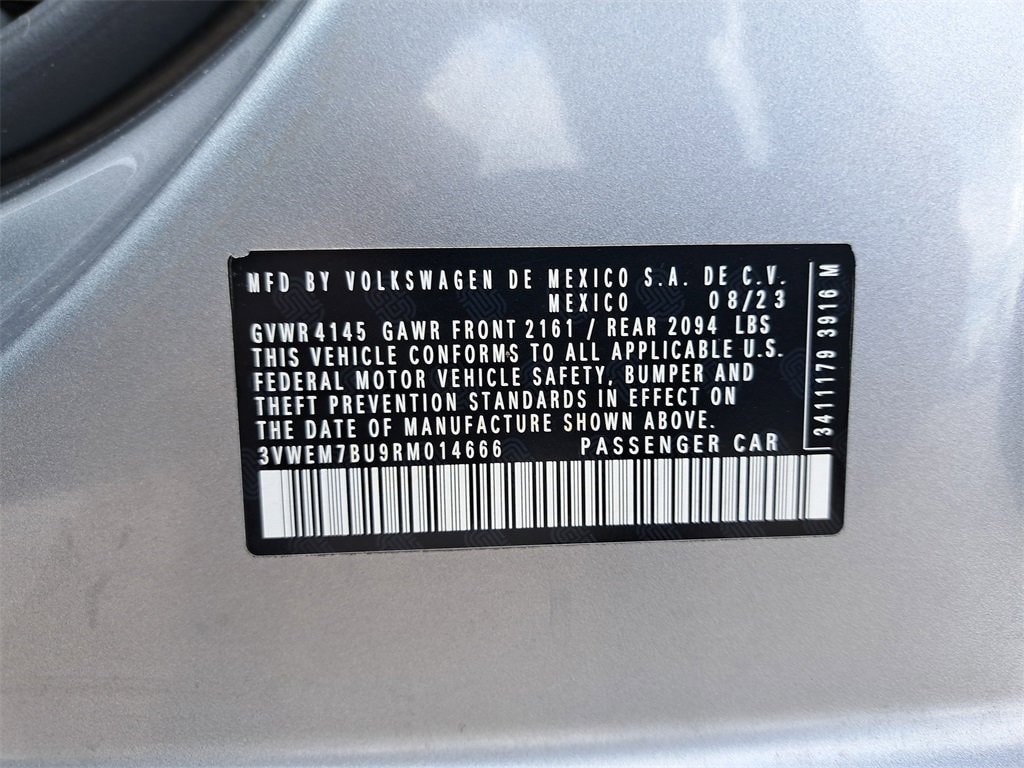 MFD BY VOLKSWAGEN DE MEXICO S.A. DE C.V.
MEXICO 08/23
GVWR 4145 GAWR FRONT 2161 / REAR 2094 LBS
THIS VEHICLE CONFORMS TO ALL APPLICABLE U.S.
FEDERAL MOTOR VEHICLE SAFETY, BUMPER AND
THEFT PREVENTION STANDARDS IN EFFECT ON
THE DATE OF MANUFACTURE SHOWN ABOVE.
3VWEM7BU9RM014666 PASSENGER CAR
3411179 3916 M